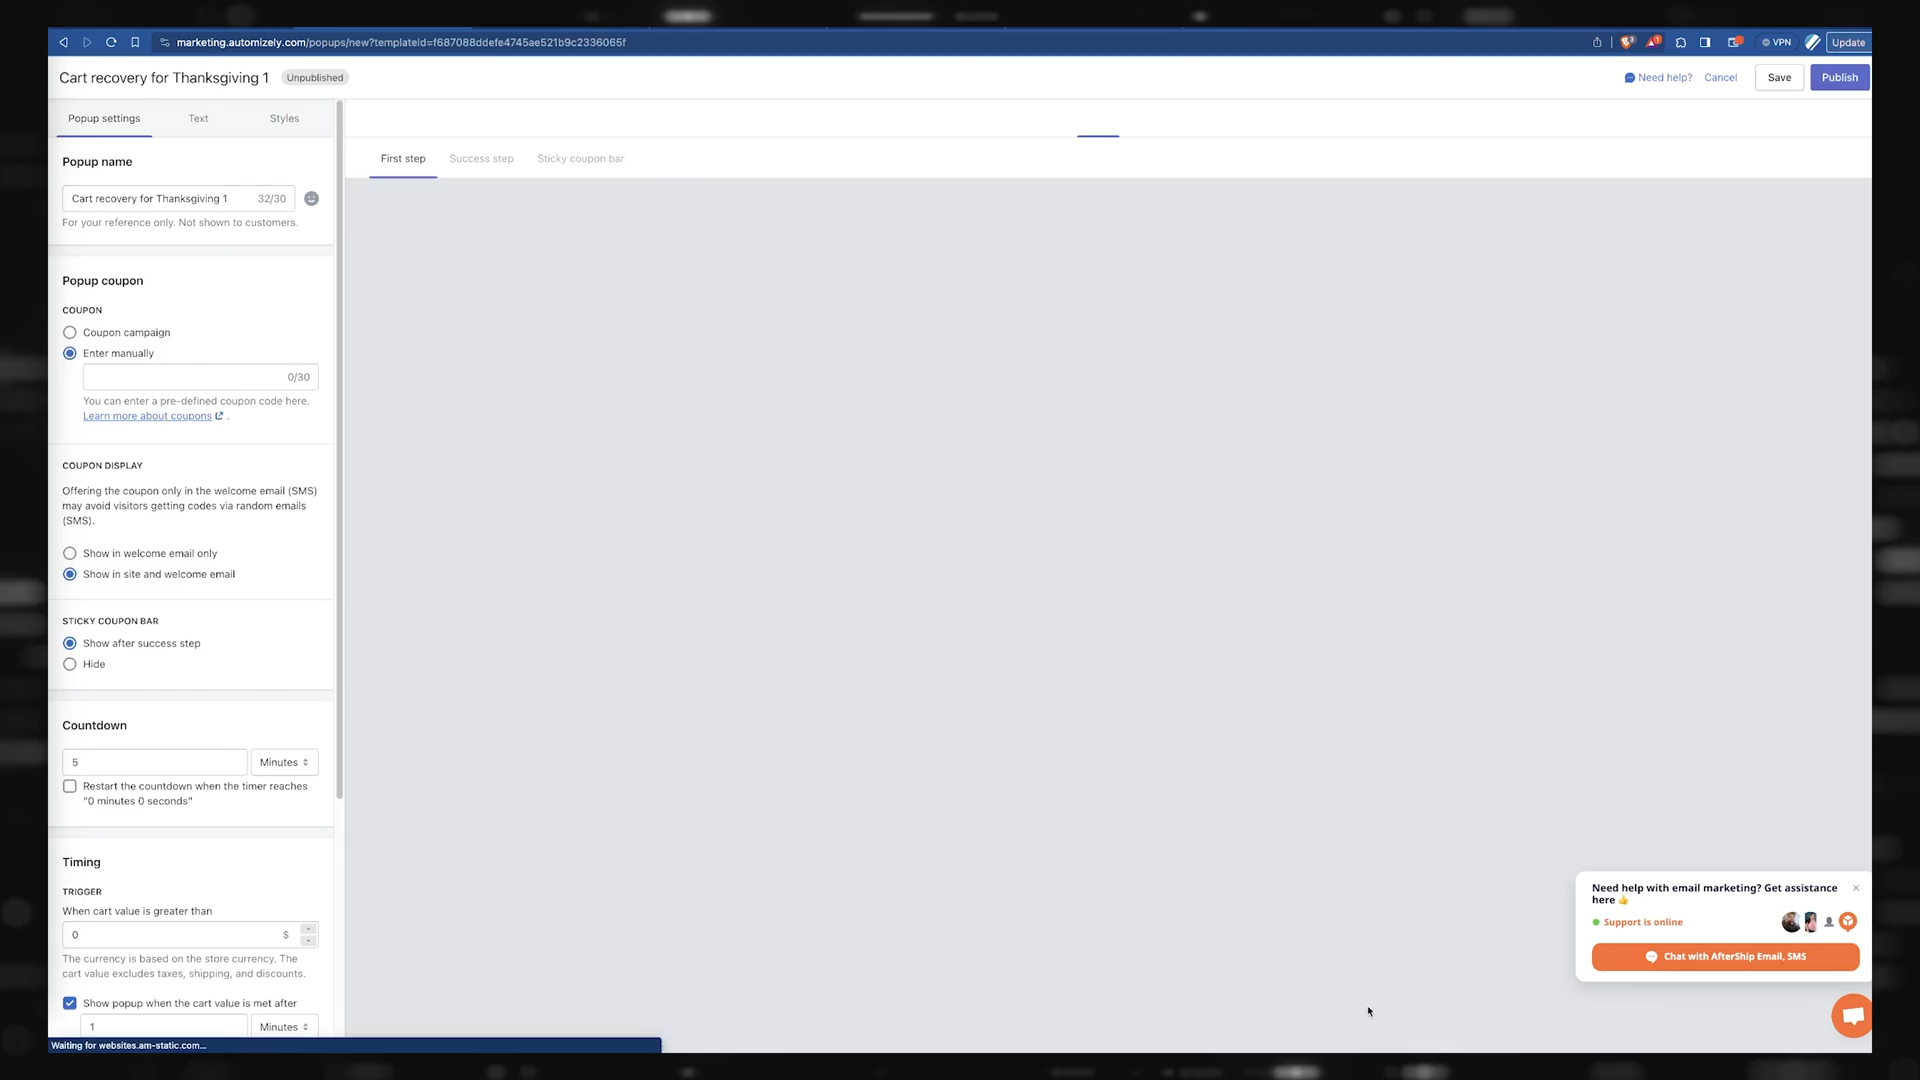 marketing.automizely.com/popups/new?templateId=f687088ddefe4745ae521b9c2336065f
VPN
Update
Cart recovery for Thanksgiving 1
Unpublished
Need help?
Cancel
Save
Publish
Popup settings
Text
Styles
First step
Success step
Sticky coupon bar
Popup name
Cart recovery for Thanksgiving 1
32/30
For your reference only. Not shown to customers.
Popup coupon
COUPON
Coupon campaign
Enter manually
0/30
You can enter a pre-defined coupon code here.
Learn more about coupons .
COUPON DISPLAY
Offering the coupon only in the welcome email (SMS)
may avoid visitors getting codes via random emails
(SMS).
Show in welcome email only
Show in site and welcome email
STICKY COUPON BAR
Show after success step
Hide
Countdown
5
Minutes
Restart the countdown when the timer reaches
"0 minutes 0 seconds"
Timing
TRIGGER
When cart value is greater than
0
$
The currency is based on the store currency. The
cart value excludes taxes, shipping, and discounts.
Show popup when the cart value is met after
1
Minutes
Waiting for websites.am-static.com...
Need help with email marketing? Get assistance
here 👍
Support is online
Chat with AfterShip Email, SMS